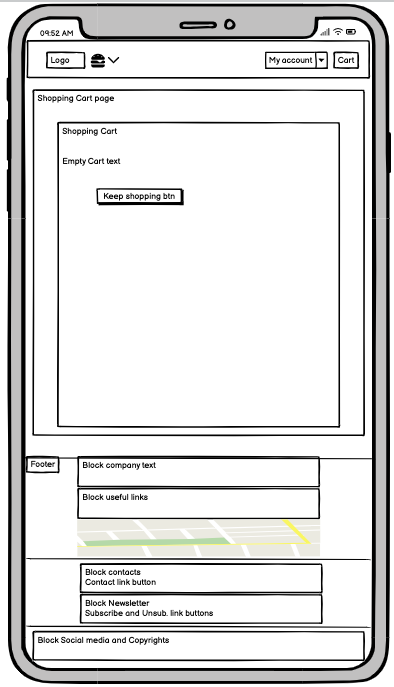 09:52 AM
Logo
My account
Cart
Shopping Cart page
Shopping Cart
Empty Cart text
Keep shopping btn
Footer
Block company text
Block useful links
Block contacts
Contact link button
Block Newsletter
Subscribe and Unsub. link buttons
Block Social media and Copyrights